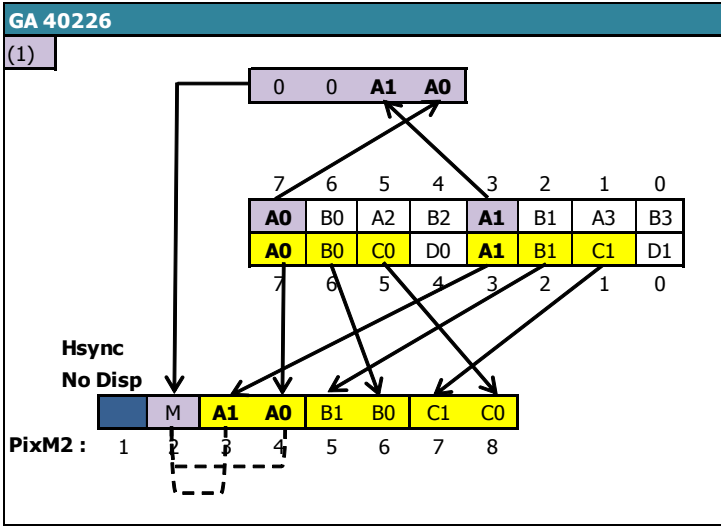 GA 40226
(1)
0 0 A1 A0
7 6 5 4 3 2 1 0
A0 B0 A2 B2 A1 B1 A3 B3
A0 B0 C0 D0 A1 B1 C1 D1
7 6 5 4 3 2 1 0
Hsync
No Disp
M A1 A0 B1 B0 C1 C0
PixM2 : 1 2 3 4 5 6 7 8